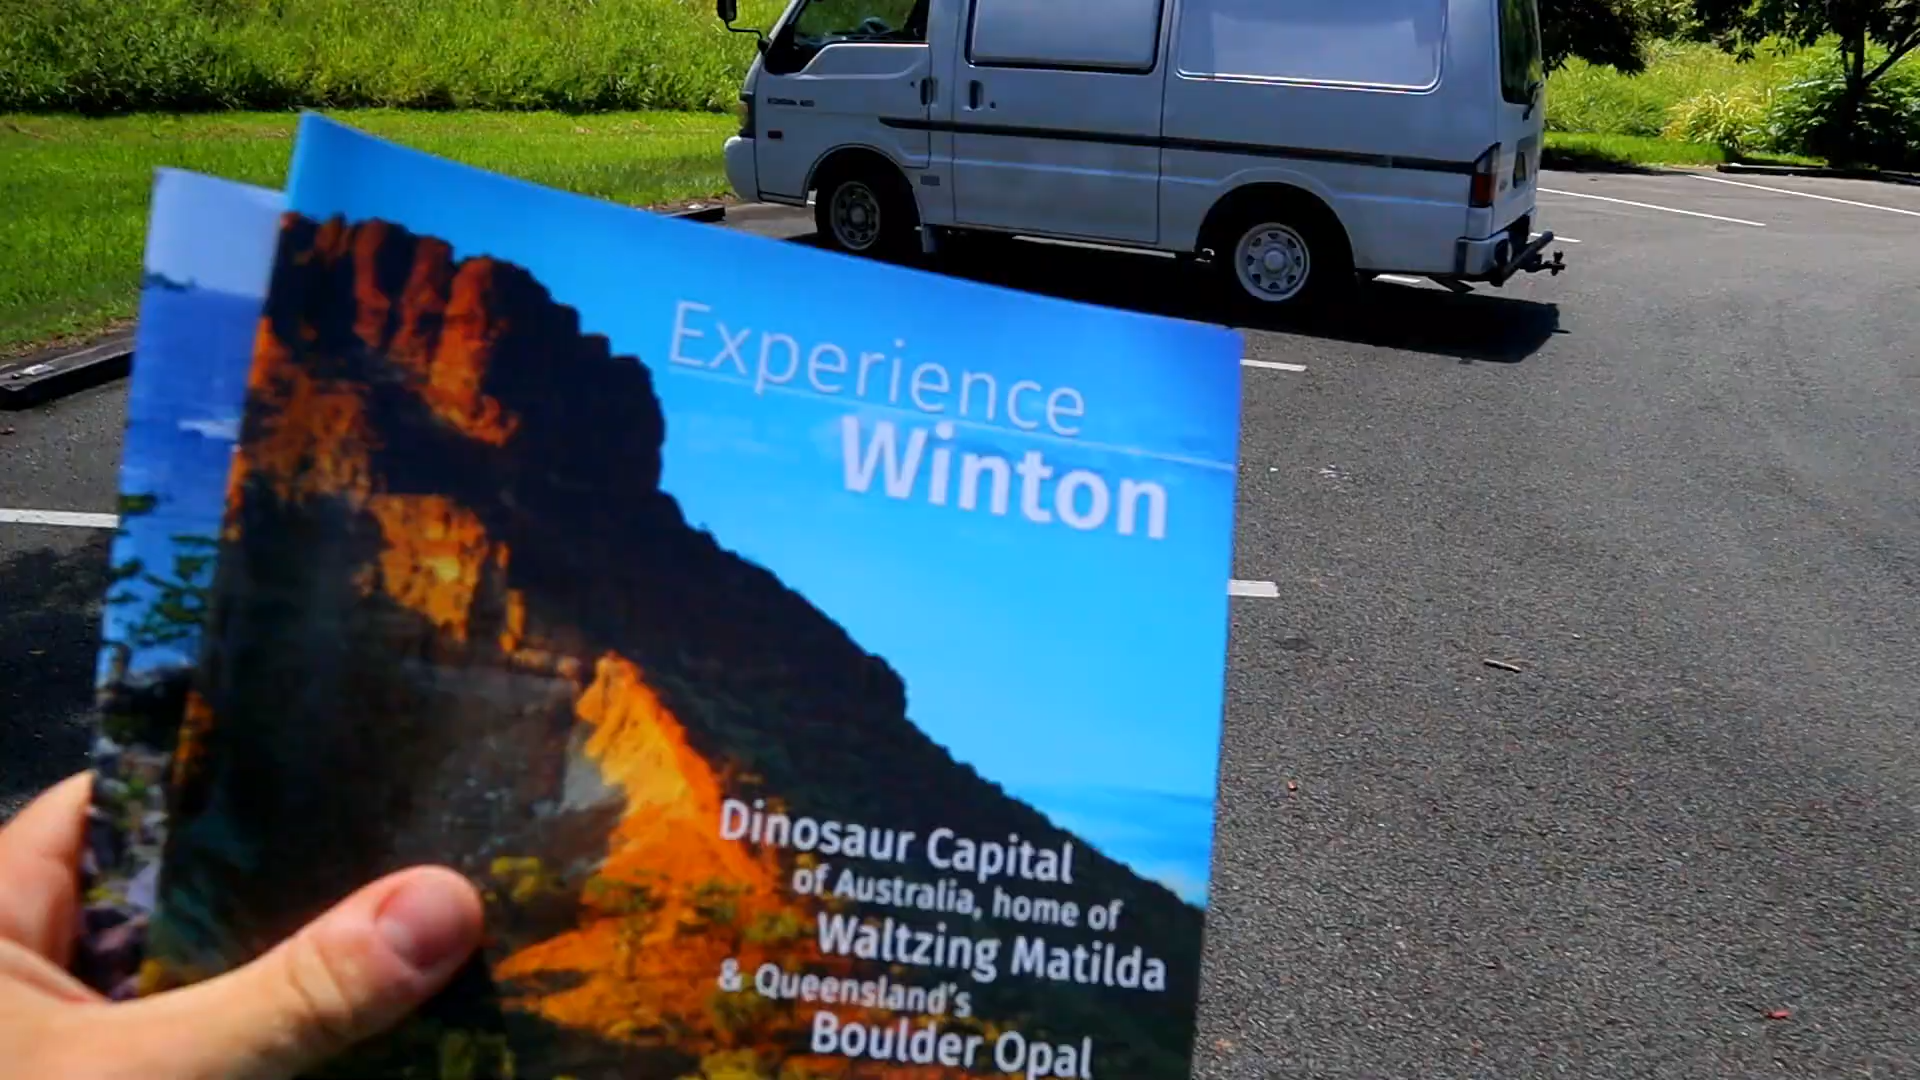 Experience
Winton
Dinosaur Capital
of Australia, home of
Waltzing Matilda
& Queensland's
Boulder Opal